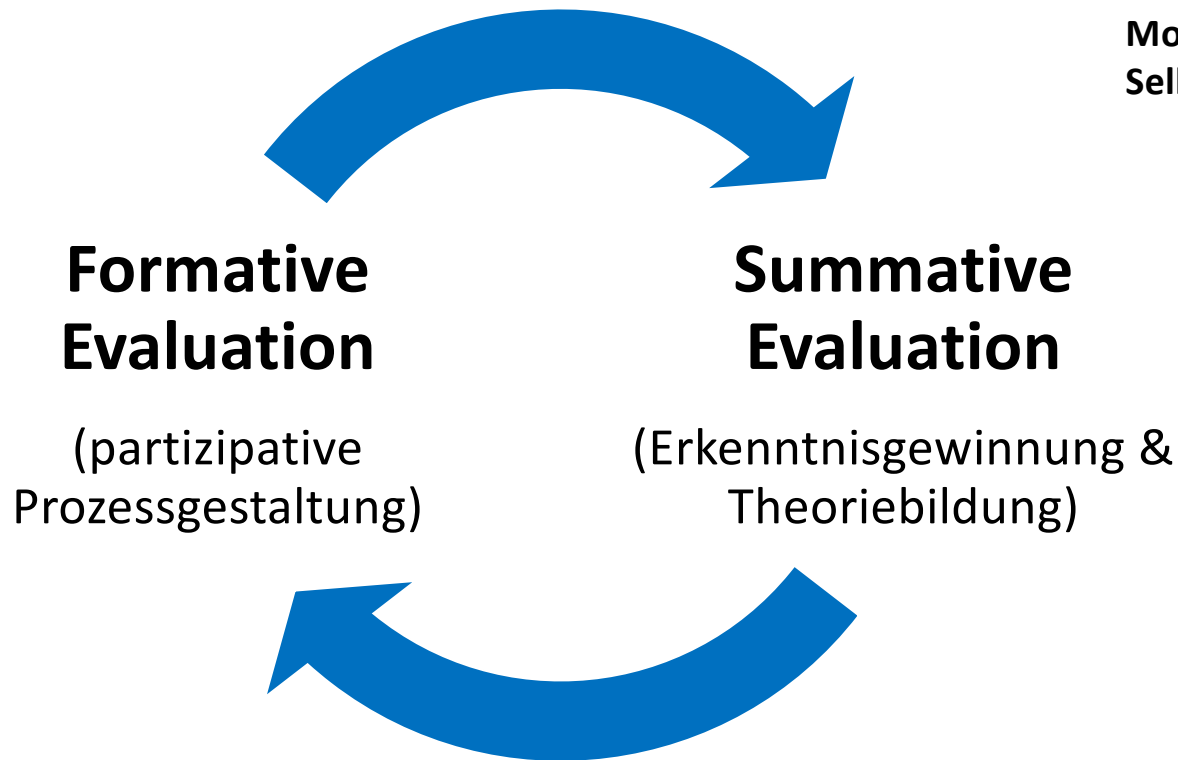 Formative
Evaluation
(partizipative
Prozessgestaltung)
Summative
Evaluation
(Erkenntnisgewinnung &
Theoriebildung)